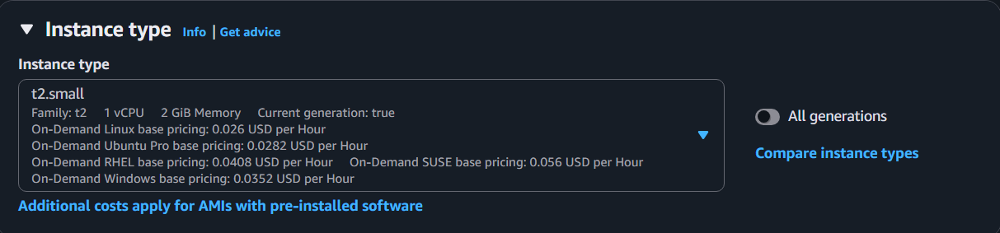 Instance type Info | Get advice
Instance type
t2.small
Family: t2 1 vCPU 2 GiB Memory Current generation: true
On-Demand Linux base pricing: 0.026 USD per Hour
On-Demand Ubuntu Pro base pricing: 0.0282 USD per Hour
On-Demand RHEL base pricing: 0.0408 USD per Hour On-Demand SUSE base pricing: 0.056 USD per Hour
On-Demand Windows base pricing: 0.0352 USD per Hour
All generations
Compare instance types
Additional costs apply for AMIs with pre-installed software